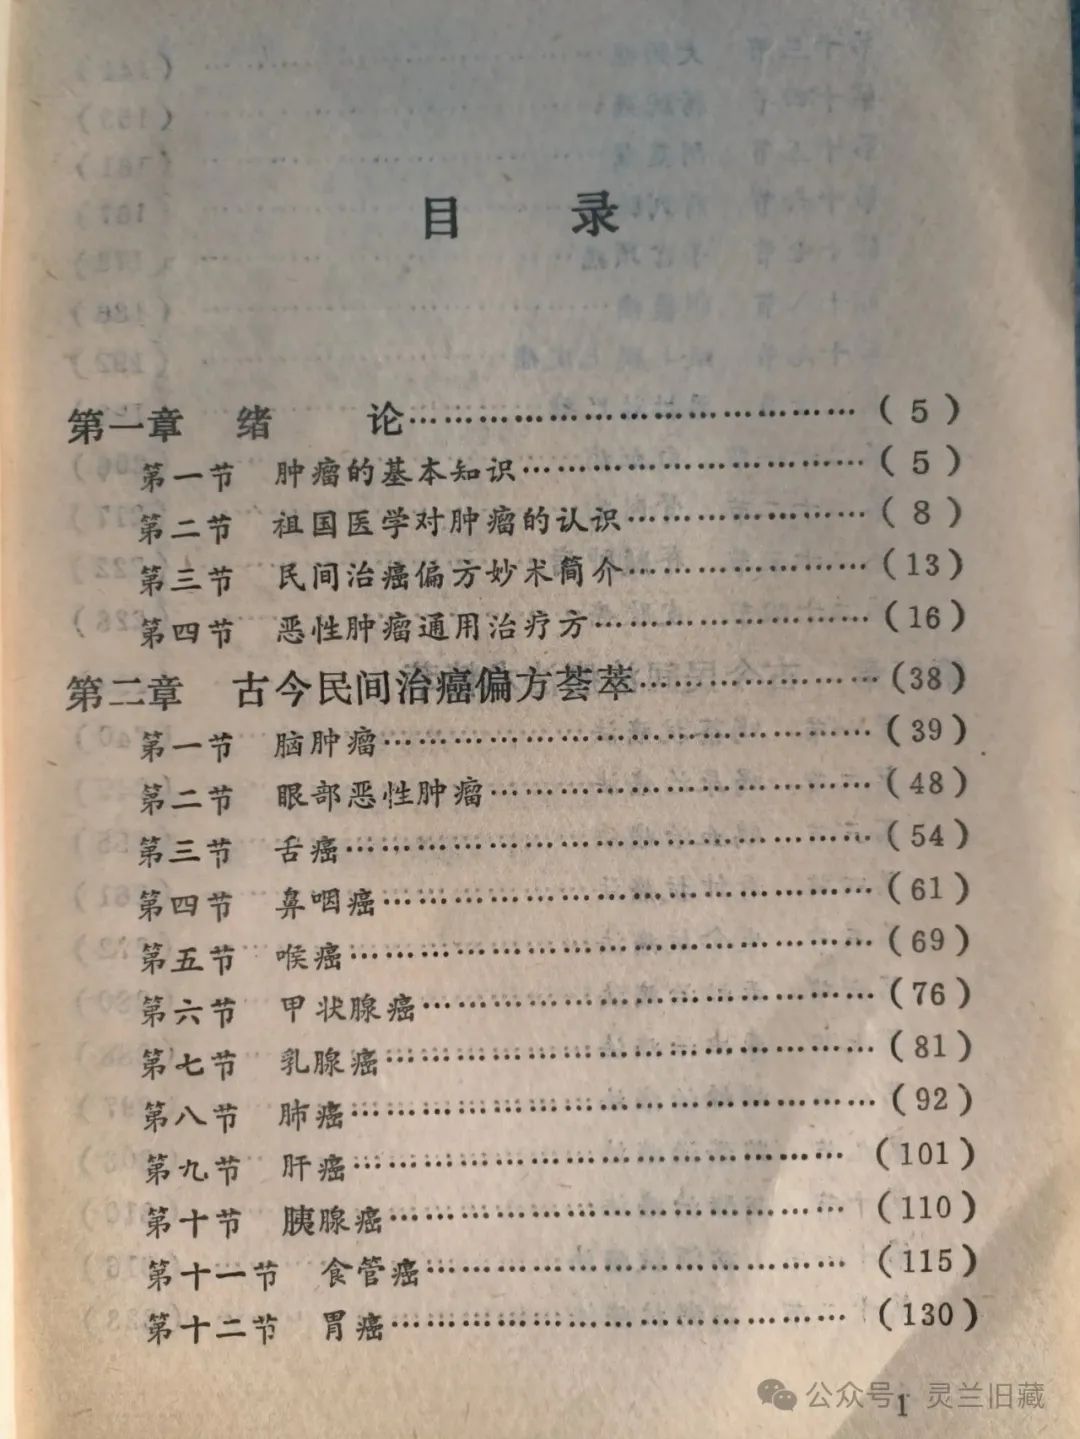 目 录
第一章 绪 论…………………………………(5)
第一节 肿瘤的基本知识…………………………(5)
第二节 祖国医学对肿瘤的认识…………………(8)
第三节 民间治癌偏方妙术简介…………………(13)
第四节 恶性肿瘤通用治疗方……………………(16)
第二章 古今民间治癌偏方荟萃…………………(38)
第一节 脑肿瘤……………………………………(39)
第二节 眼部恶性肿瘤……………………………(48)
第三节 舌癌………………………………………(54)
第四节 鼻咽癌……………………………………(61)
第五节 喉癌………………………………………(69)
第六节 甲状腺癌…………………………………(76)
第七节 乳腺癌……………………………………(81)
第八节 肺癌………………………………………(92)
第九节 肝癌………………………………………(101)
第十节 胰腺癌……………………………………(110)
第十一节 食管癌…………………………………(115)
第十二节 胃癌……………………………………(130)
1
公众号 灵兰旧藏